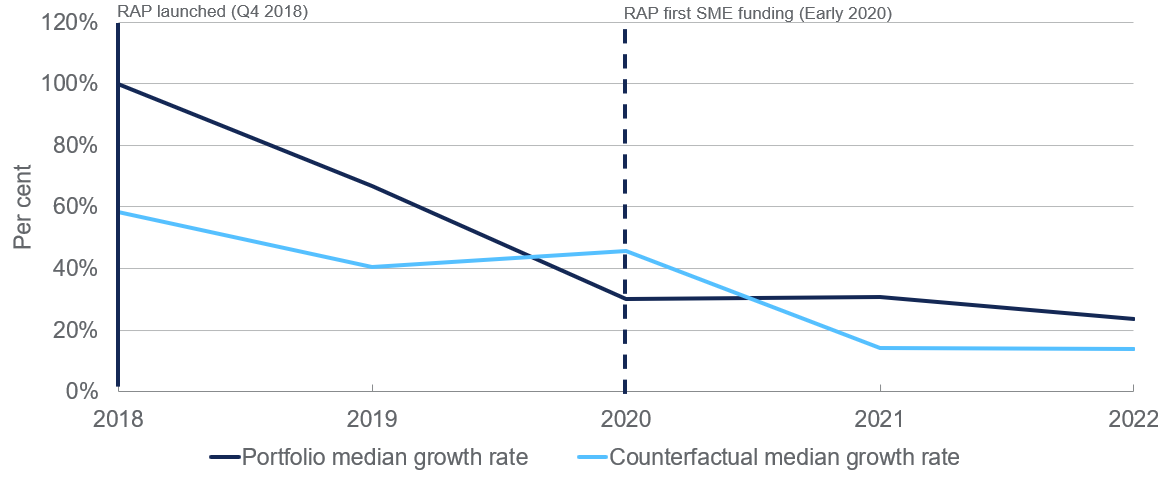 RAP launched (Q4 2018)
RAP first SME funding (Early 2020)
120%
100%
80%
60%
40%
20%
0%
Per cent
2018 2019 2020 2021 2022
Portfolio median growth rate Counterfactual median growth rate